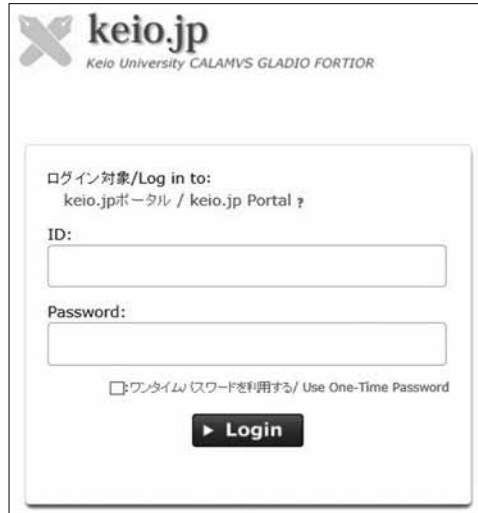 keio.jp
Keio University CALAMVS GLADIO FORTIOR
ログイン対象/Log in to:
keio.jpポータル / keio.jp Portal ?
ID:
Password:
:ワンタイムパスワードを利用する/ Use One-Time Password
Login